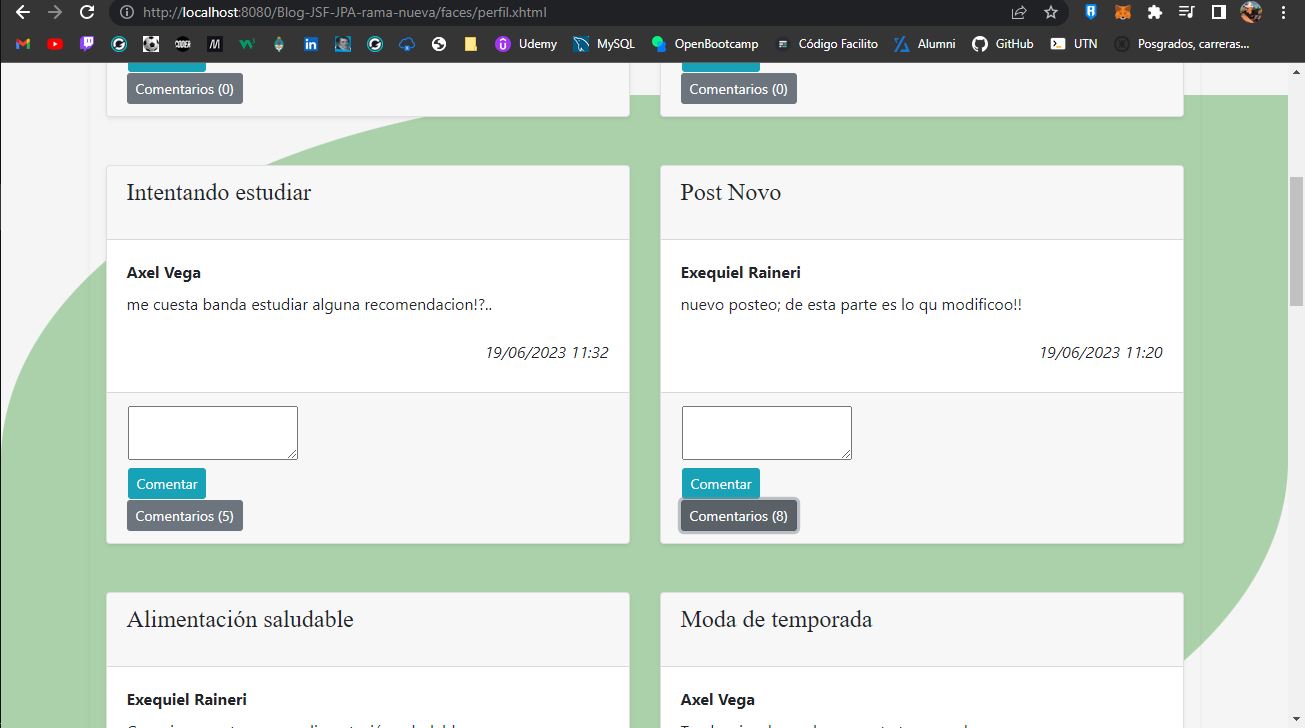 http://localhost:8080/Blog-JSF-JPA-rama-nueva/faces/perfil.xhtml
Udemy MySQL OpenBootcamp Código Facilito Alumni GitHub UTN Posgrados, carreras...
Comentarios (0)
Comentarios (0)
Intentando estudiar
Axel Vega
me cuesta banda estudiar alguna recomendacion!?..
19/06/2023 11:32
Comentar
Comentarios (5)
Post Novo
Exequiel Raineri
nuevo posteo; de esta parte es lo qu modificoo!!
19/06/2023 11:20
Comentar
Comentarios (8)
Alimentación saludable
Exequiel Raineri
Moda de temporada
Axel Vega